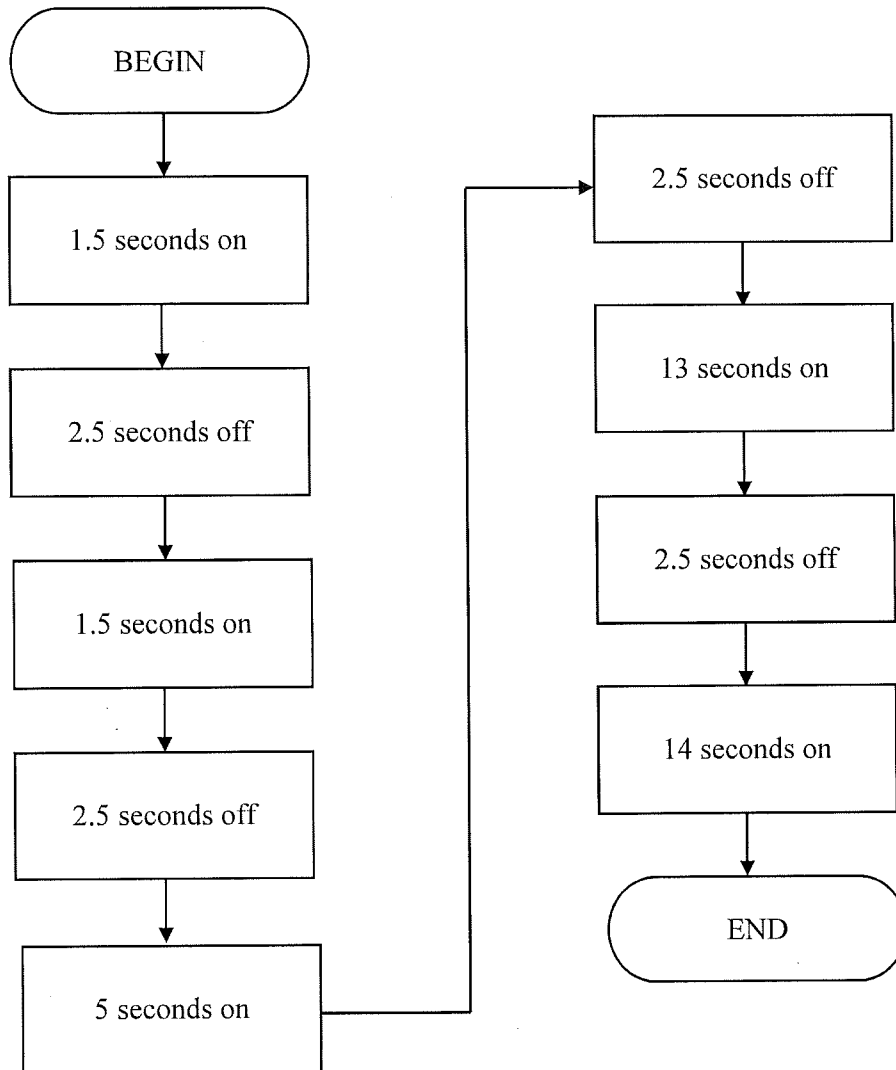 BEGIN
1.5 seconds on
2.5 seconds off
1.5 seconds on
2.5 seconds off
5 seconds on
2.5 seconds off
13 seconds on
2.5 seconds off
14 seconds on
END